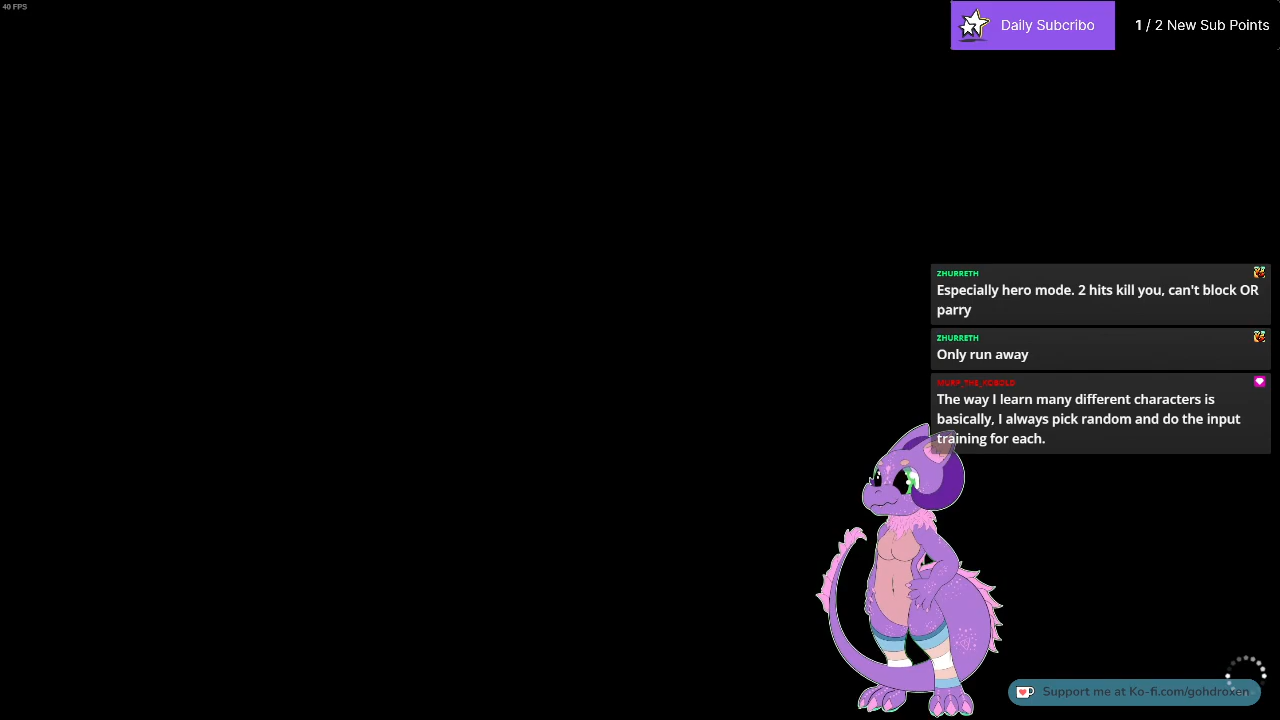 40 FPS
Daily Subcribo
1 / 2 New Sub Points
ZHURRETH
Especially hero mode. 2 hits kill you, can't block OR
parry
ZHURRETH
Only run away
MURP_THE_KOBOLD
The way I learn many different characters is
basically, I always pick random and do the input
training for each.
Support me at Ko-fi.com/gohdroxen